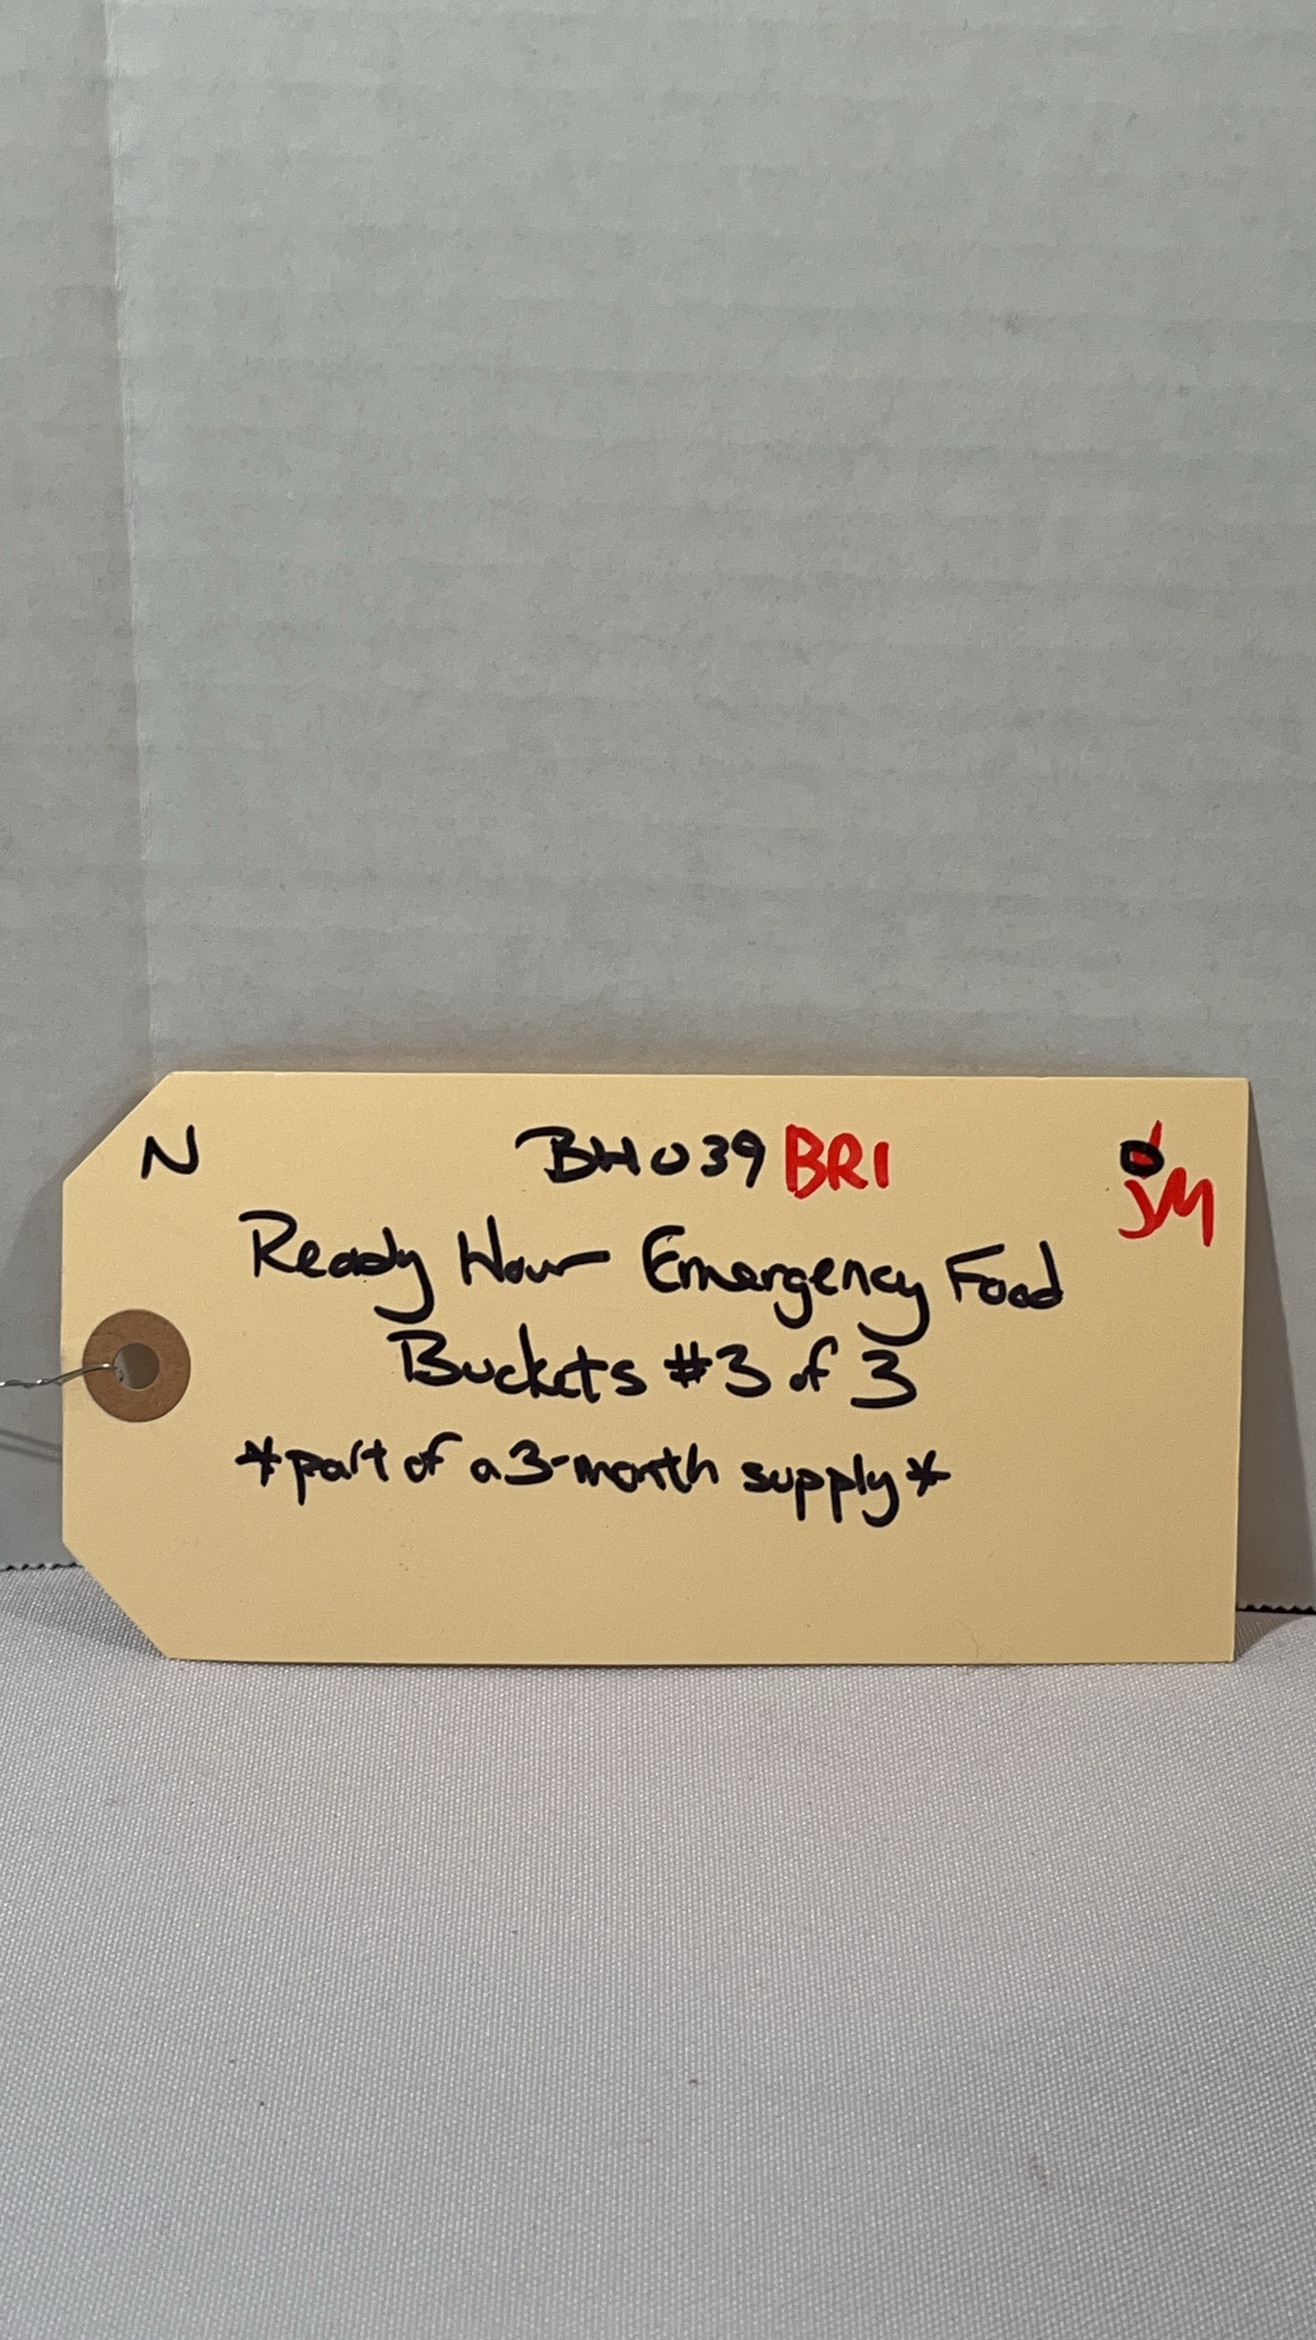 N BH039 BR1
JM
Ready Hour Emergency Food
Buckets #3 of 3
*part of a 3-month supply*